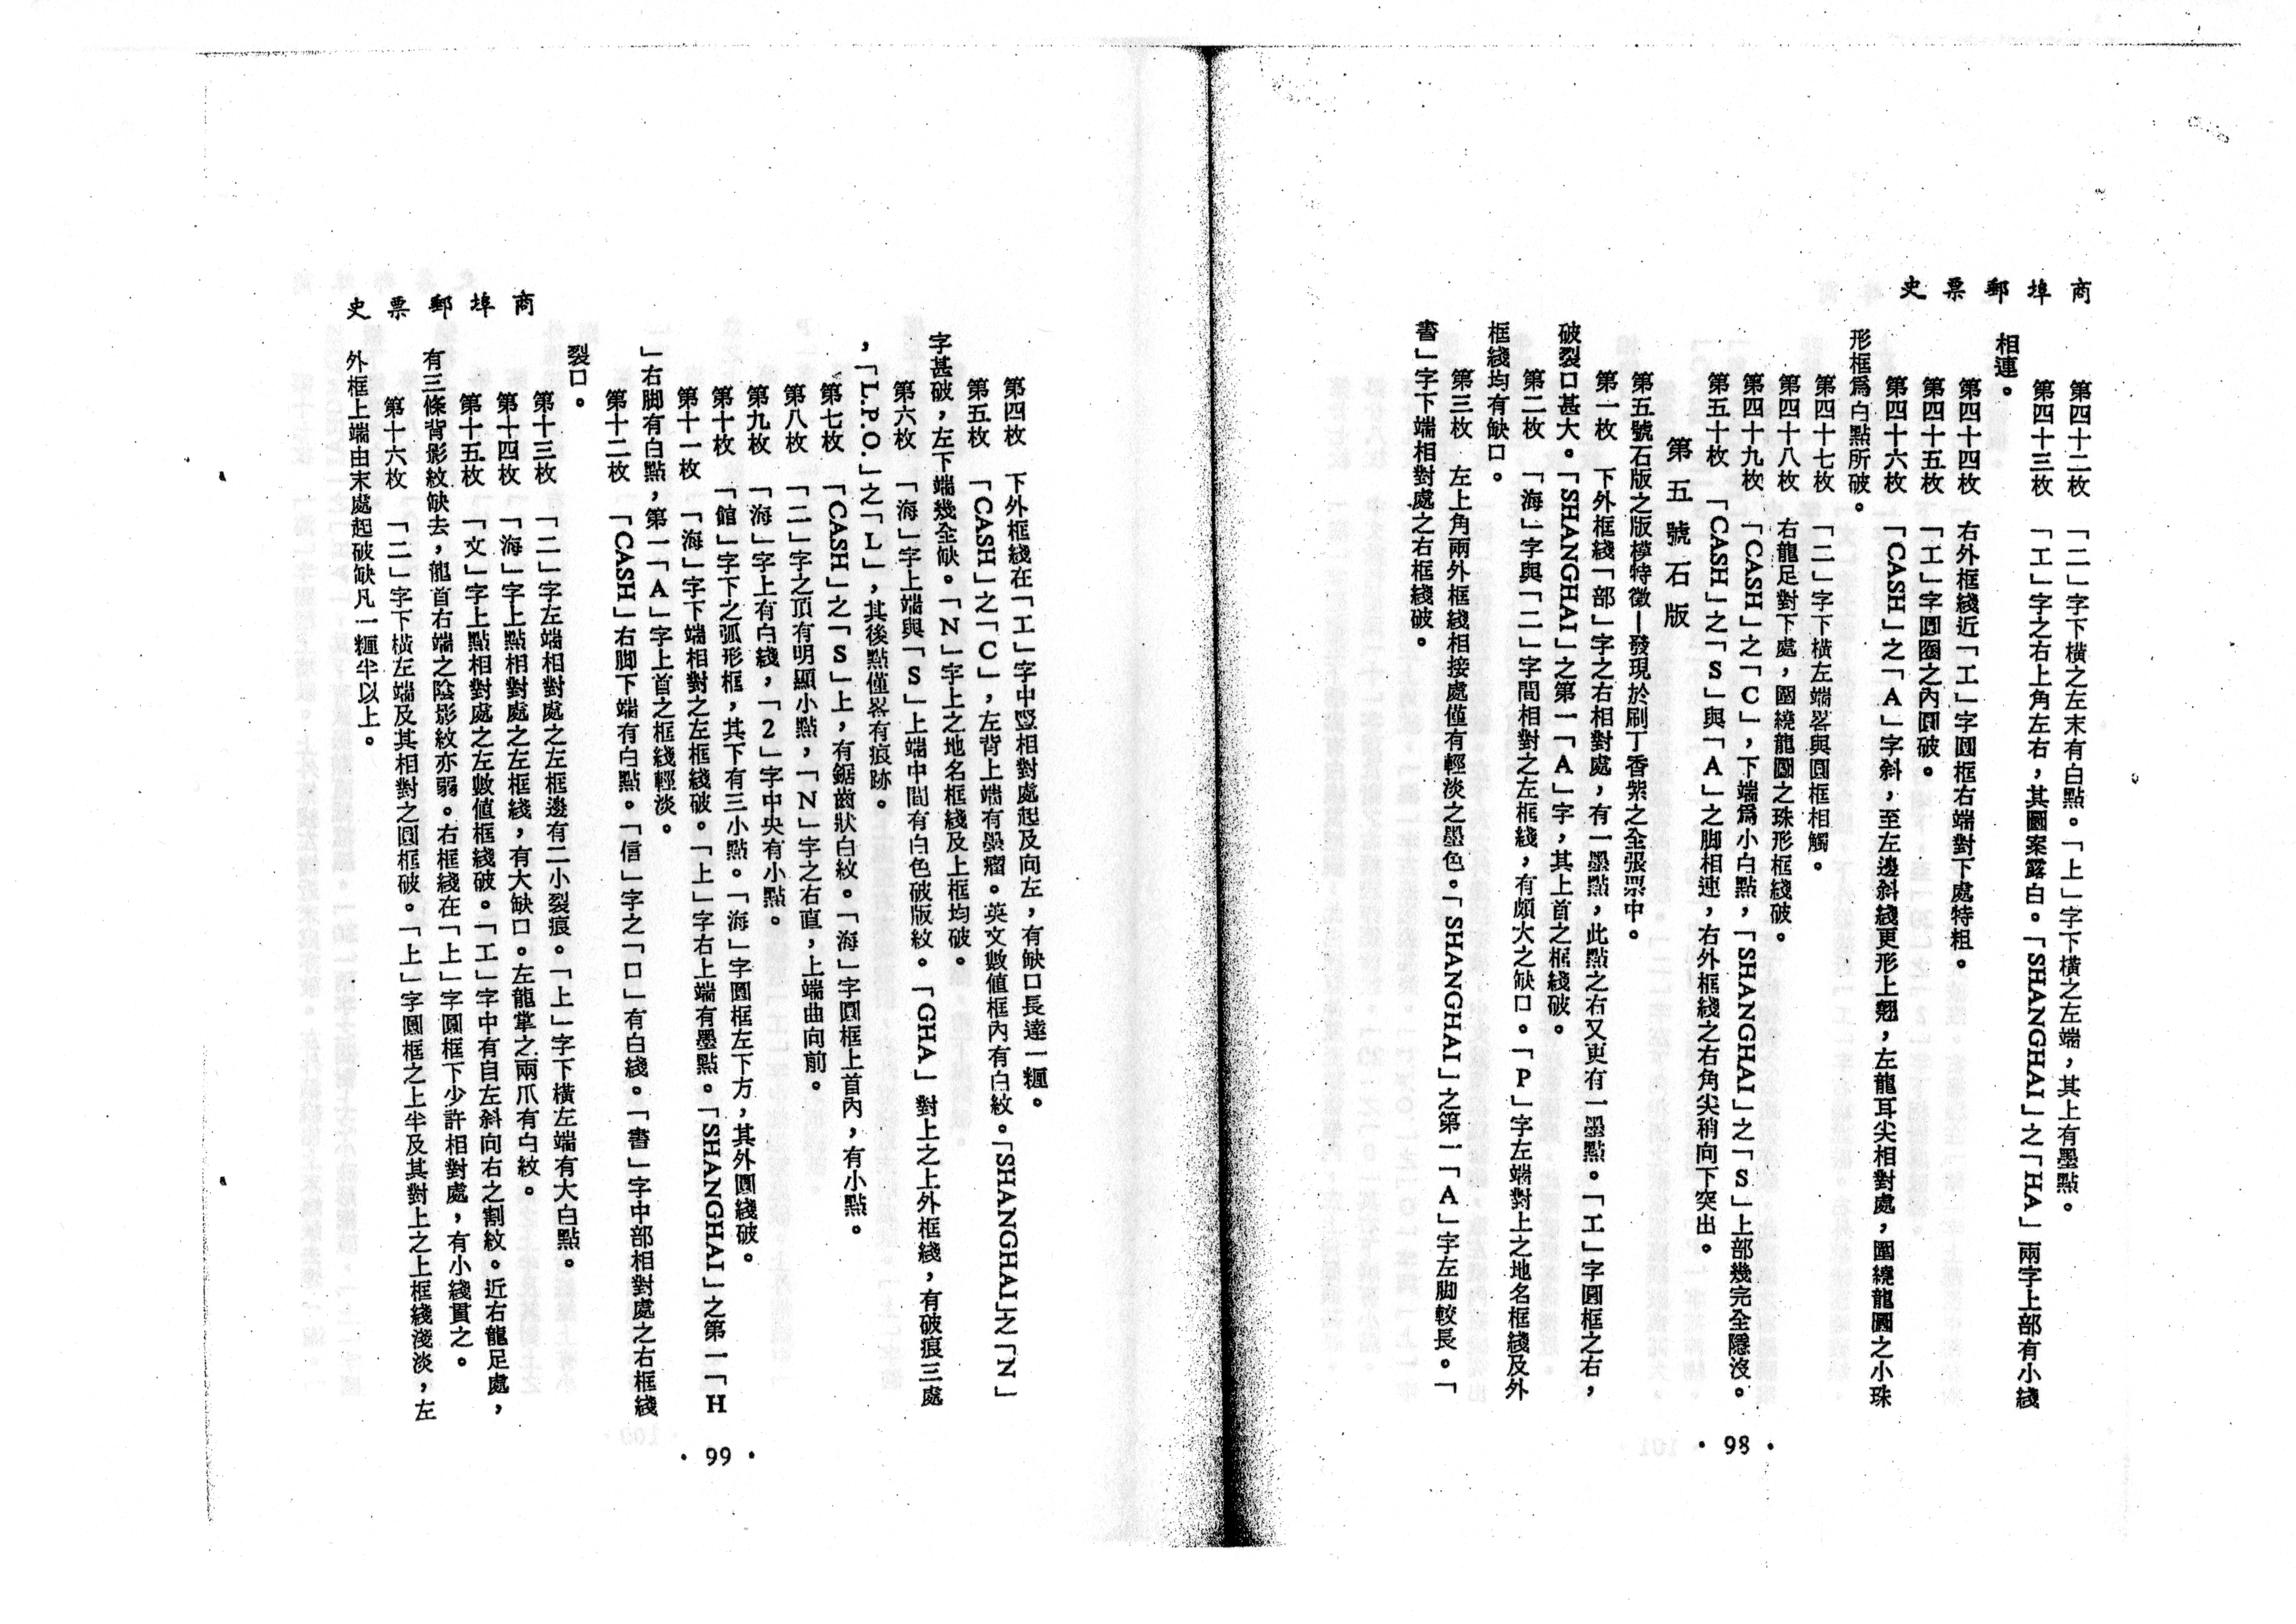 商埠郵票史
第四十二枚　「二」字下橫之左末有白點。「上」字下橫之左端，其上有墨點。
第四十三枚　「工」字之右上角左右，其圖案露白。「SHANGHAI」之「HA」兩字上部有小綫
相連。
第四十四枚　右外框綫近「工」字圓框右端對下處特粗。
第四十五枚　「工」字圓圈之內圓破。
第四十六枚　「CASH」之「A」字斜，至左邊斜綫更形上翹，左龍耳尖相對處，圍繞龍圖之小珠
形框爲白點所破。
第四十七枚　「二」字下橫左端畧與圓框相觸。
第四十八枚　右龍足對下處，圍繞龍圖之珠形框綫破。
第四十九枚　「CASH」之「C」，下端爲小白點，「SHANGHAI」之「S」上部幾完全隱沒。
第五十枚　「CASH」之「S」與「A」之脚相連，右外框綫之右角尖稍向下突出。
第五號石版
第五號石版之版模特徵－發現於刷丁香紫之全張票中。
第一枚　下外框綫「部」字之右相對處，有一墨點，此點之右又更有一墨點。「工」字圓框之右，
破裂口甚大。「SHANGHAI」之第一「A」字，其上首之框綫破。
第二枚　「海」字與「二」字間相對之左框綫，有頗大之缺口。「P」字左端對上之地名框綫及外
框綫均有缺口。
第三枚　左上角兩外框綫相接處僅有輕淡之墨色。「SHANGHAI」之第一「A」字左脚較長。「
書」字下端相對處之右框綫破。
· 98 ·
商埠郵票史
第四枚　下外框綫在「工」字中竪相對處起及向左，有缺口長達一糎。
第五枚　「CASH」之「C」，左背上端有墨瘤。英文數值框內有白紋。「SHANGHAI」之「N」
字甚破，左下端幾全缺。「N」字上之地名框綫及上框均破。
第六枚　「海」字上端與「S」上端中間有白色破版紋。「GHA」對上之上外框綫，有破痕三處
，「L.P.O.」之「L」，其後點僅畧有痕跡。
第七枚　「CASH」之「S」上，有鋸齒狀白紋。「海」字圓框上首內，有小點。
第八枚　「二」字之頂有明顯小點，「N」字之右直，上端曲向前。
第九枚　「海」字上有白綫，「2」字中央有小點。
第十枚　「館」字下之弧形框，其下有三小點。「海」字圓框左下方，其外圓綫破。
第十一枚　「海」字下端相對之左框綫破。「上」字右上端有墨點。「SHANGHAI」之第一「H
」右脚有白點，第一「A」字上首之框綫輕淡。
第十二枚　「CASH」右脚下端有白點。「信」字之「口」有白綫。「書」字中部相對處之右框綫
裂口。
第十三枚　「二」字左端相對處之左框邊有二小裂痕。「上」字下橫左端有大白點。
第十四枚　「海」字上點相對處之左框綫，有大缺口。左龍掌之兩爪有白紋。
第十五枚　「文」字上點相對處之左數值框綫破。「工」字中有自左斜向右之割紋。近右龍足處，
有三條背影紋缺去，龍首右端之陰影紋亦弱。右框綫在「上」字圓框下少許相對處，有小綫貫之。
第十六枚　「二」字下橫左端及其相對之圓框破。「上」字圓框之上半及其對上之上框綫淺淡，左
外框上端由末處起破缺凡一糎半以上。
· 99 ·